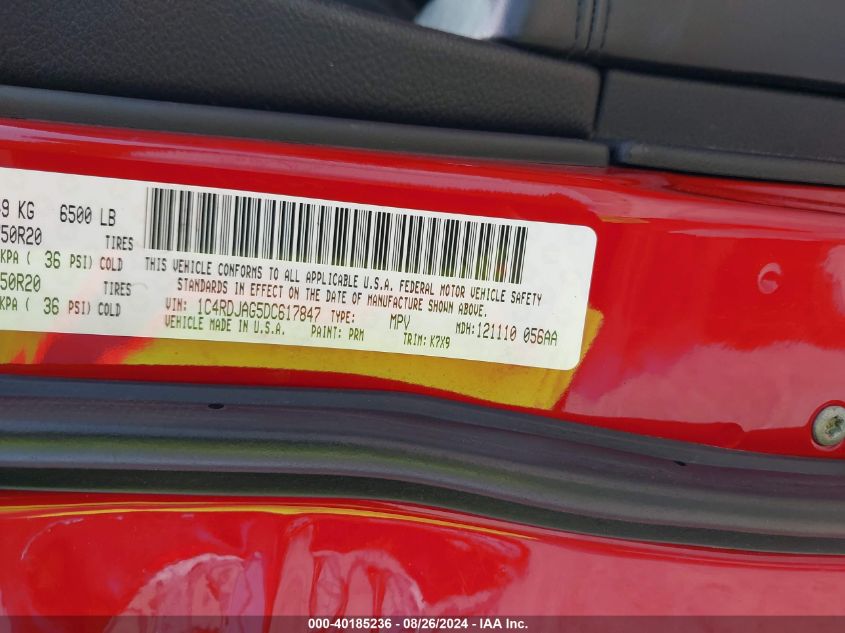 9 KG 6500 LB
50R20 TIRES
KPA ( 36 PSI) COLD
50R20 TIRES
KPA ( 36 PSI) COLD
THIS VEHICLE CONFORMS TO ALL APPLICABLE U.S.A. FEDERAL MOTOR VEHICLE SAFETY
STANDARDS IN EFFECT ON THE DATE OF MANUFACTURE SHOWN ABOVE.
VIN: 1C4RDJAG5DC617847 TYPE: MPV MDH: 121110 056AA
VEHICLE MADE IN U.S.A. PAINT: PRM TRIM: K7X9
000-40185236 - 08/26/2024 - IAA Inc.